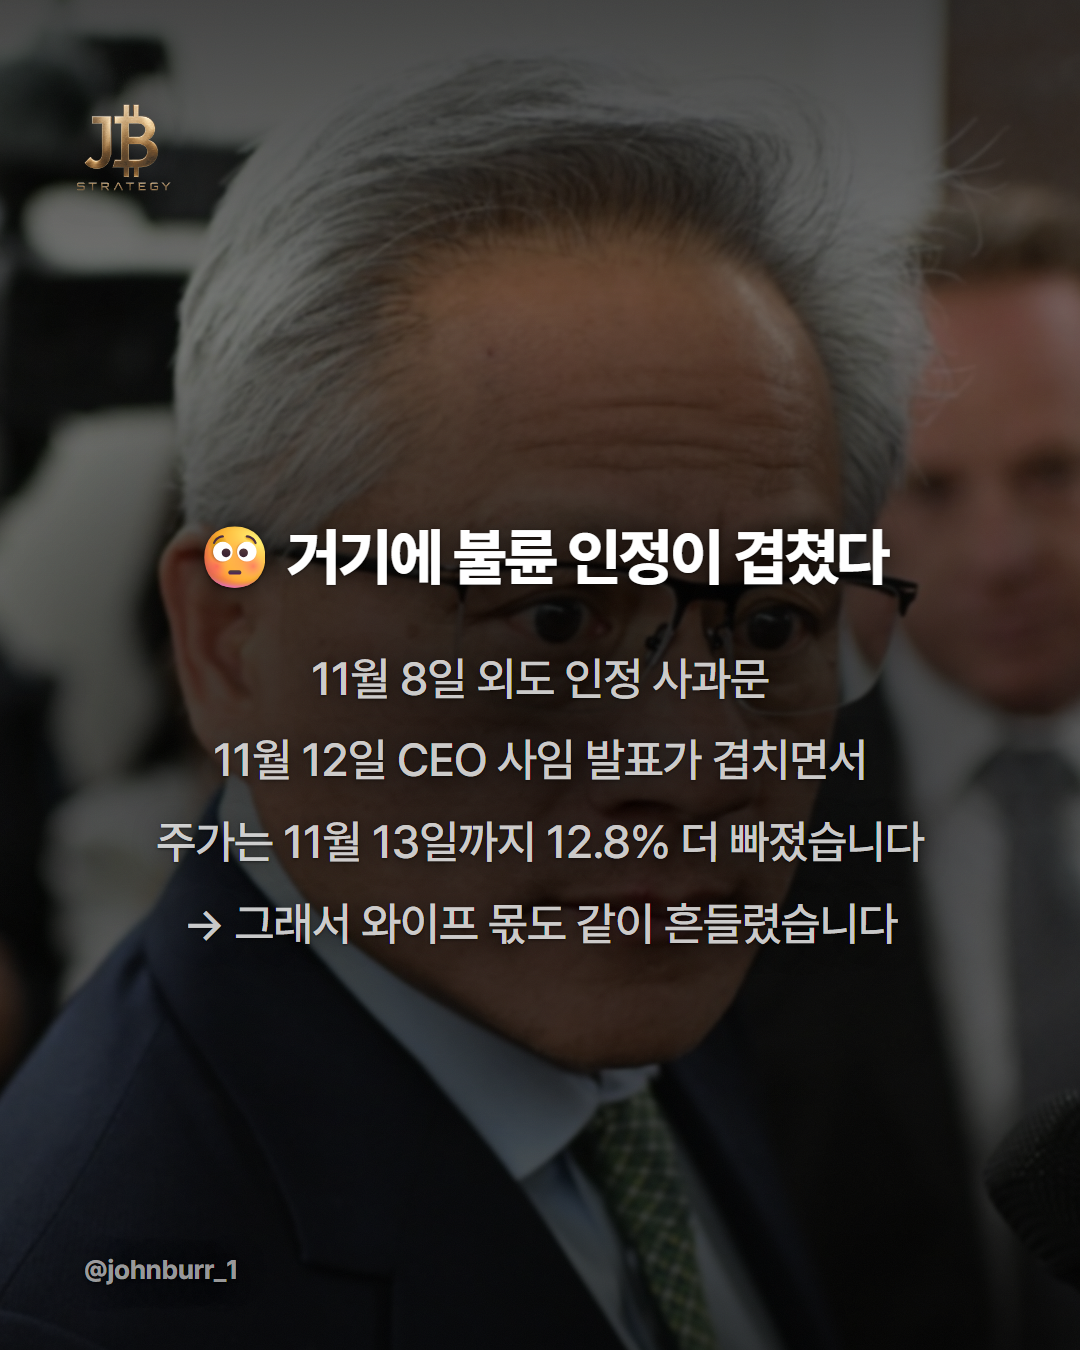 JB
STRATEGY
😳 거기에 불륜 인정이 겹쳤다
11월 8일 외도 인정 사과문
11월 12일 CEO 사임 발표가 겹치면서
주가는 11월 13일까지 12.8% 더 빠졌습니다
→ 그래서 와이프 몫도 같이 흔들렸습니다
@johnburr_1